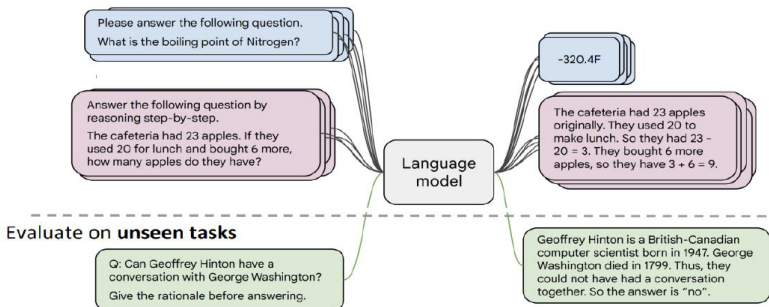 Please answer the following question.
What is the boiling point of Nitrogen?
-320.4F
Answer the following question by
reasoning step-by-step.
The cafeteria had 23 apples. If they
used 20 for lunch and bought 6 more,
how many apples do they have?
Language
model
The cafeteria had 23 apples
originally. They used 20 to
make lunch. So they had 23 -
20 = 3. They bought 6 more
apples, so they have 3 + 6 = 9.
Evaluate on unseen tasks
Q: Can Geoffrey Hinton have a
conversation with George Washington?
Give the rationale before answering.
Geoffrey Hinton is a British-Canadian
computer scientist born in 1947. George
Washington died in 1799. Thus, they
could not have had a conversation
together. So the answer is “no”.